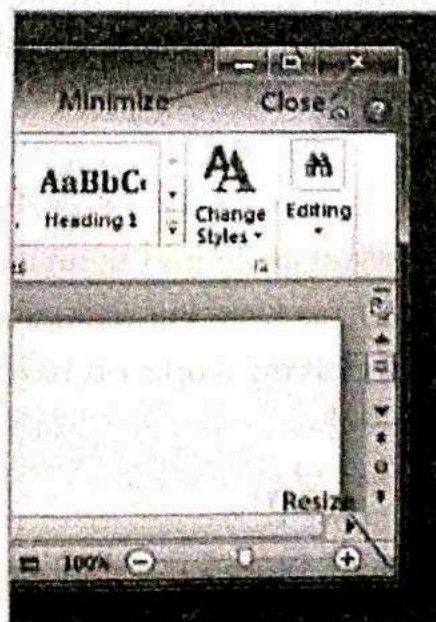 Minimize Close
AaBbC
Heading 1
Change
Styles
Editing
Resize
100%